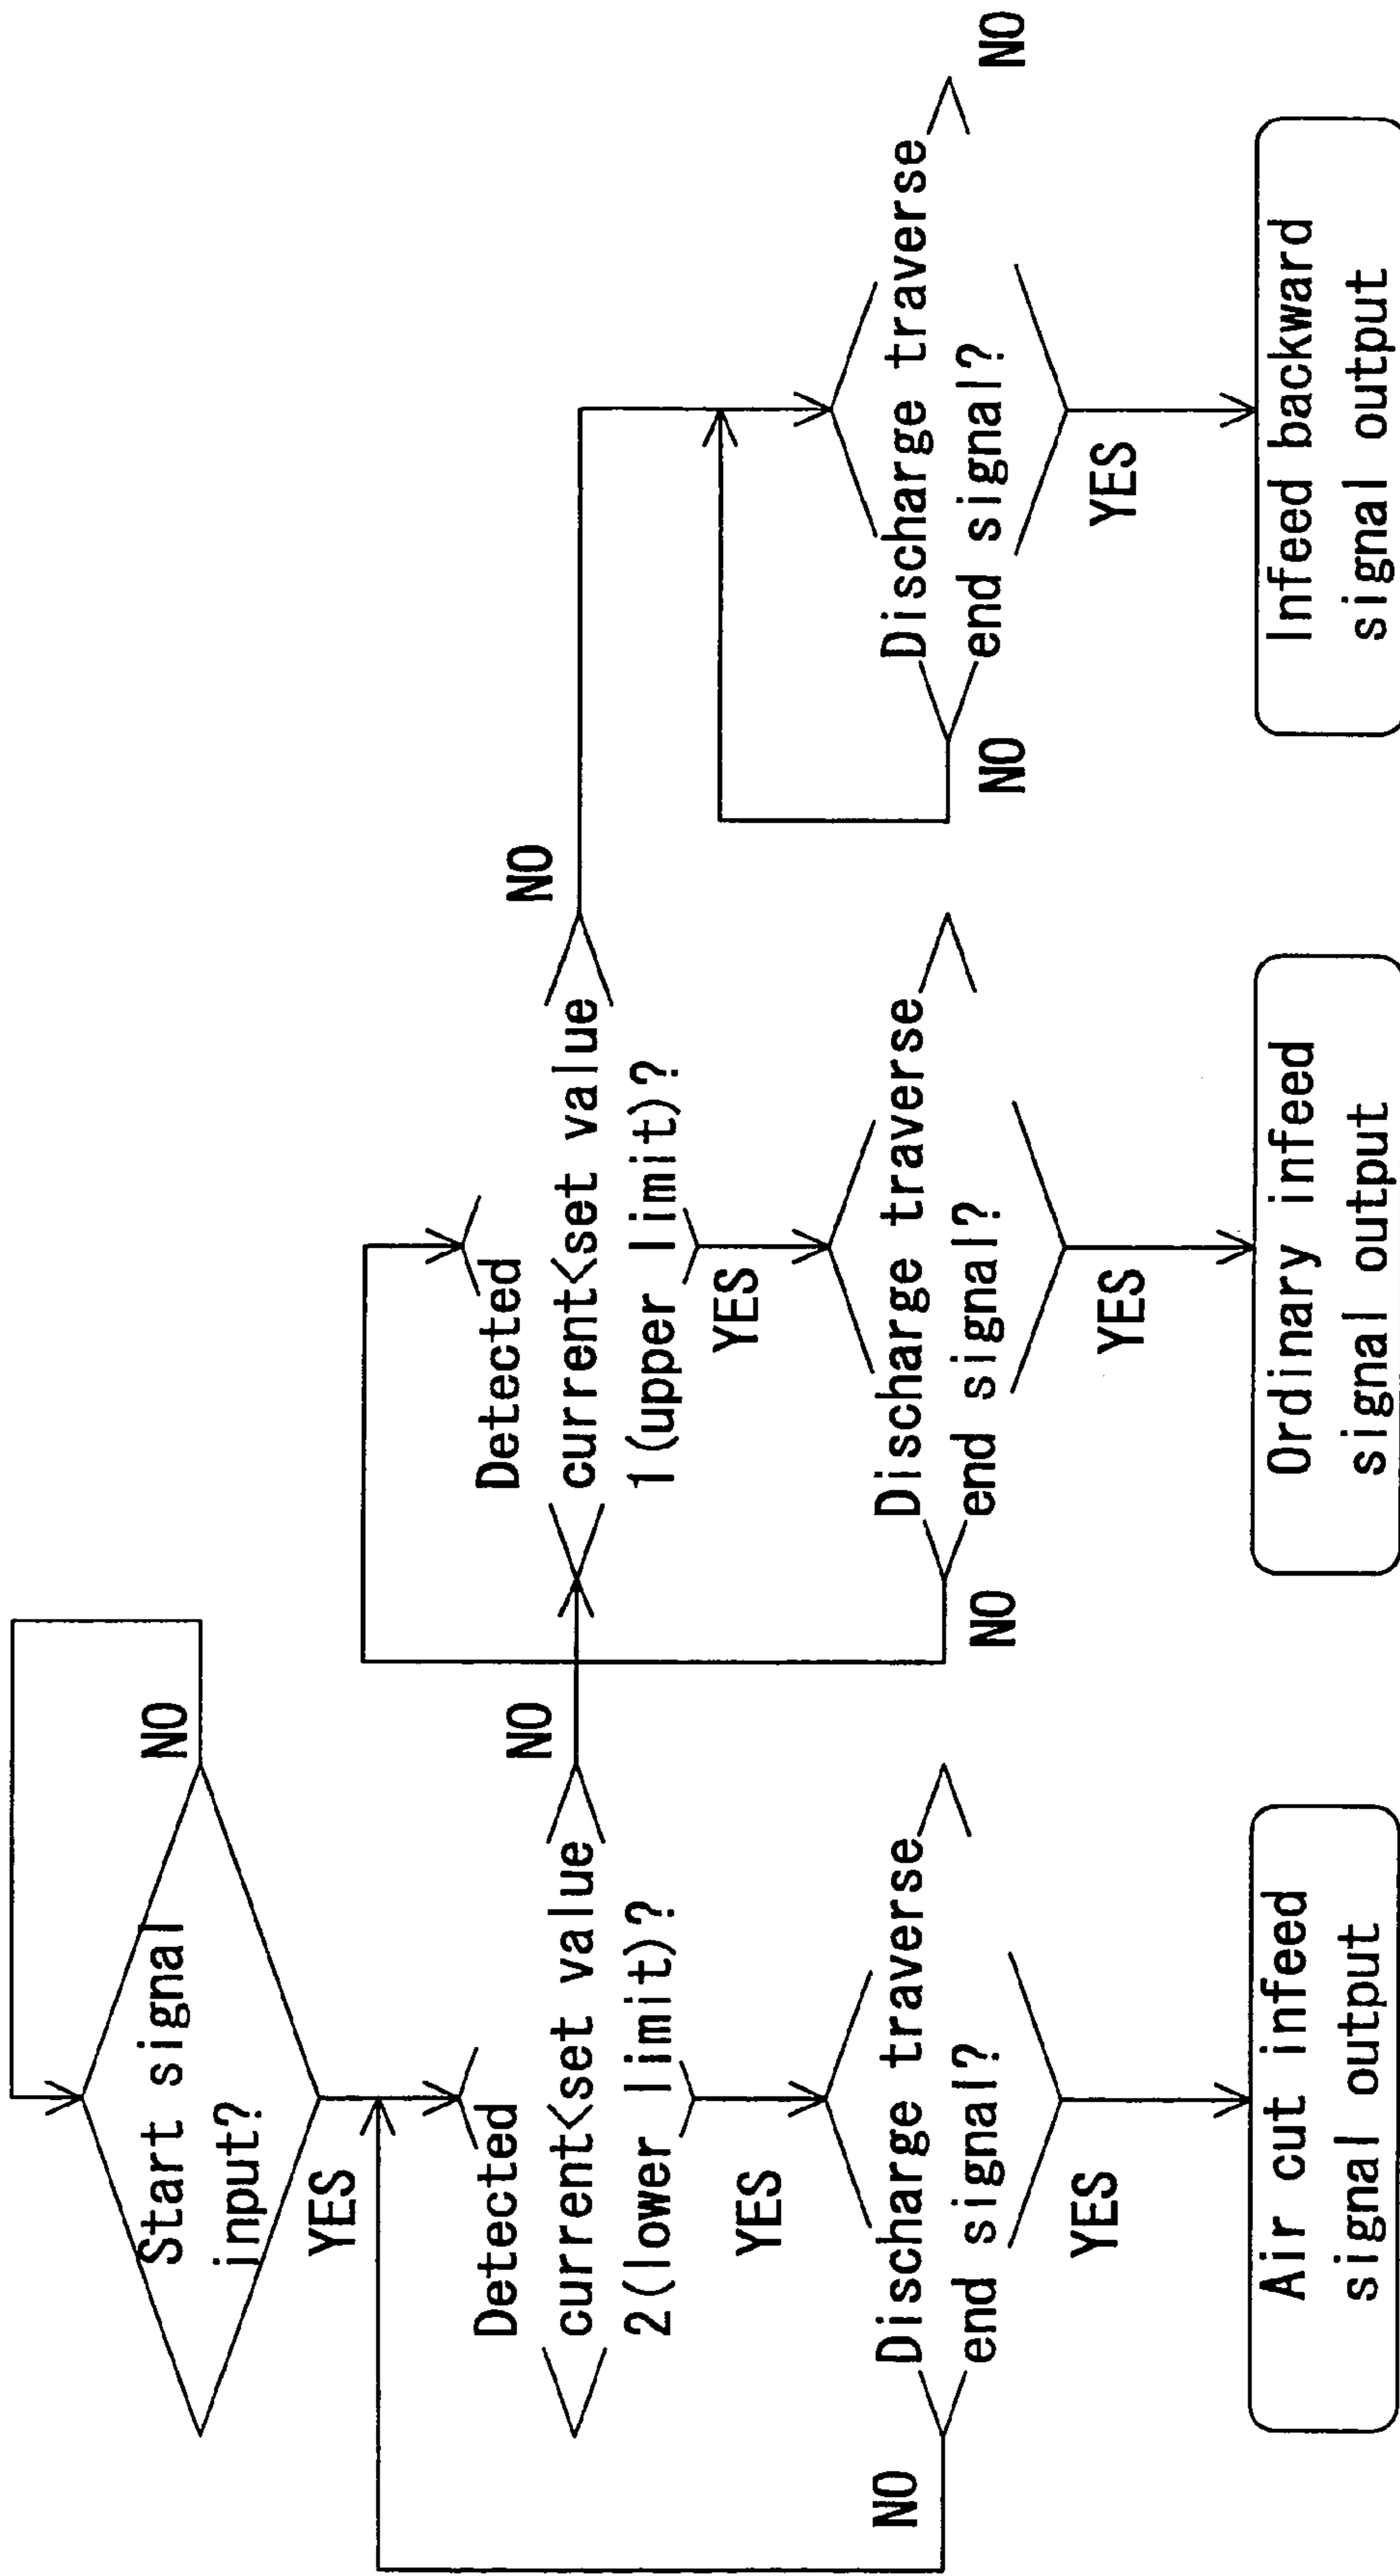 Start signal
input?
NO
YES
Detected
current<set value
2(lower limit)?
NO
YES
Detected
current<set value
1(upper limit)?
NO
YES
Discharge traverse
end signal?
NO
YES
Discharge traverse
end signal?
NO
YES
Discharge traverse
end signal?
NO
NO
YES
Air cut infeed
signal output
Ordinary infeed
signal output
Infeed backward
signal output